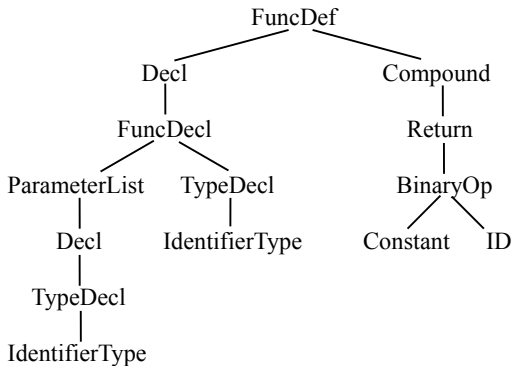 FuncDef
Decl Compound
FuncDecl Return
ParameterList TypeDecl BinaryOp
Decl IdentifierType Constant ID
TypeDecl
IdentifierType